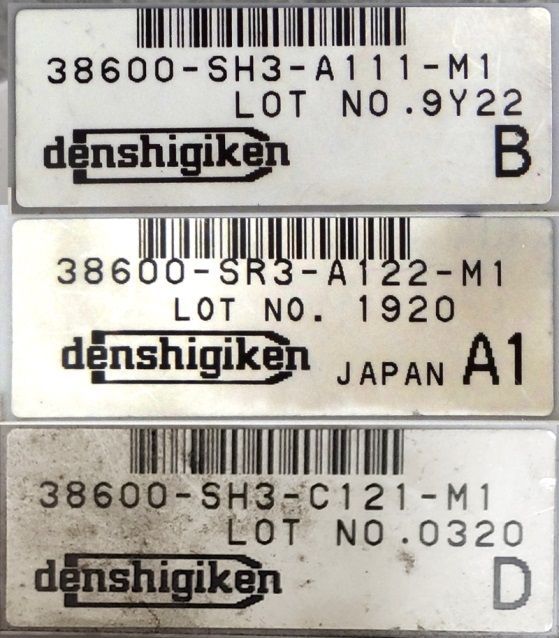 38600-SH3-A111-M1
LOT NO.9Y22
denshigiken B
38600-SR3-A122-M1
LOT NO. 1920
denshigiken JAPAN A1
38600-SH3-C121-M1
LOT NO.0320
denshigiken D